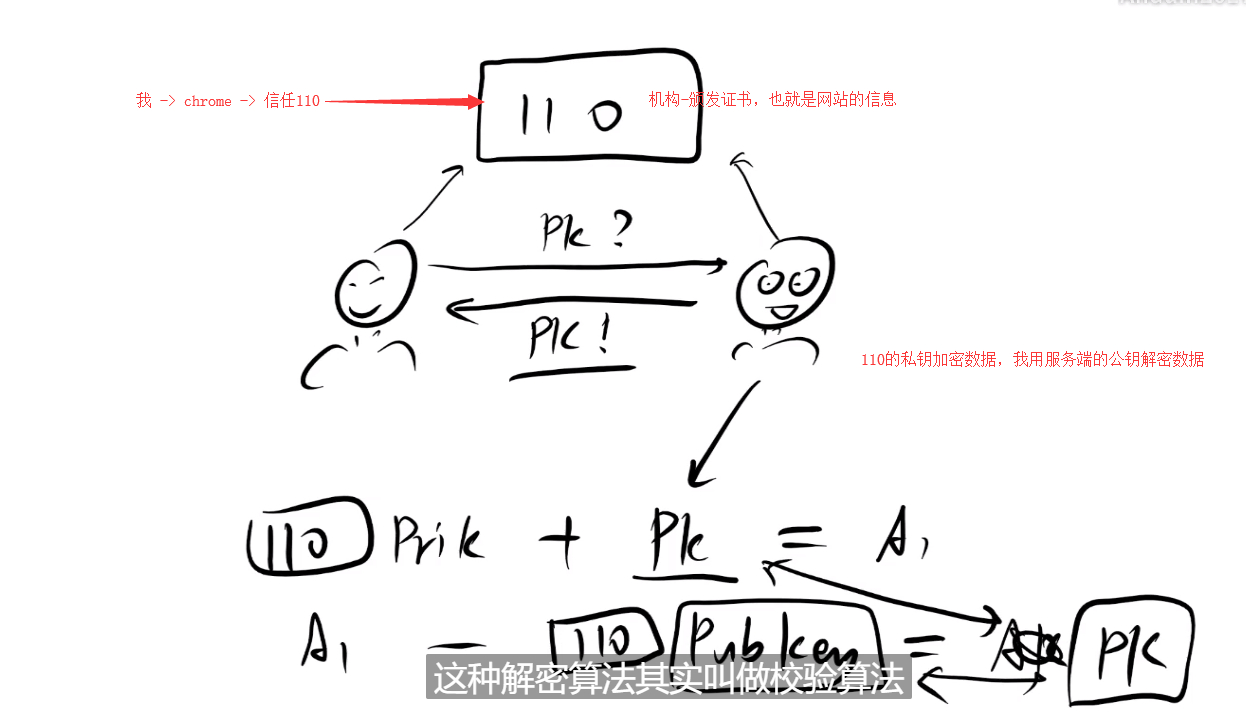 我 -> chrome -> 信任110
110
机构-颁发证书，也就是网站的信息
Pk ?
PK !
110的私钥加密数据，我用服务端的公钥解密数据
110 Prik + Pk = A1
A1 - 110 Pub Key = PK
这种解密算法其实叫做校验算法